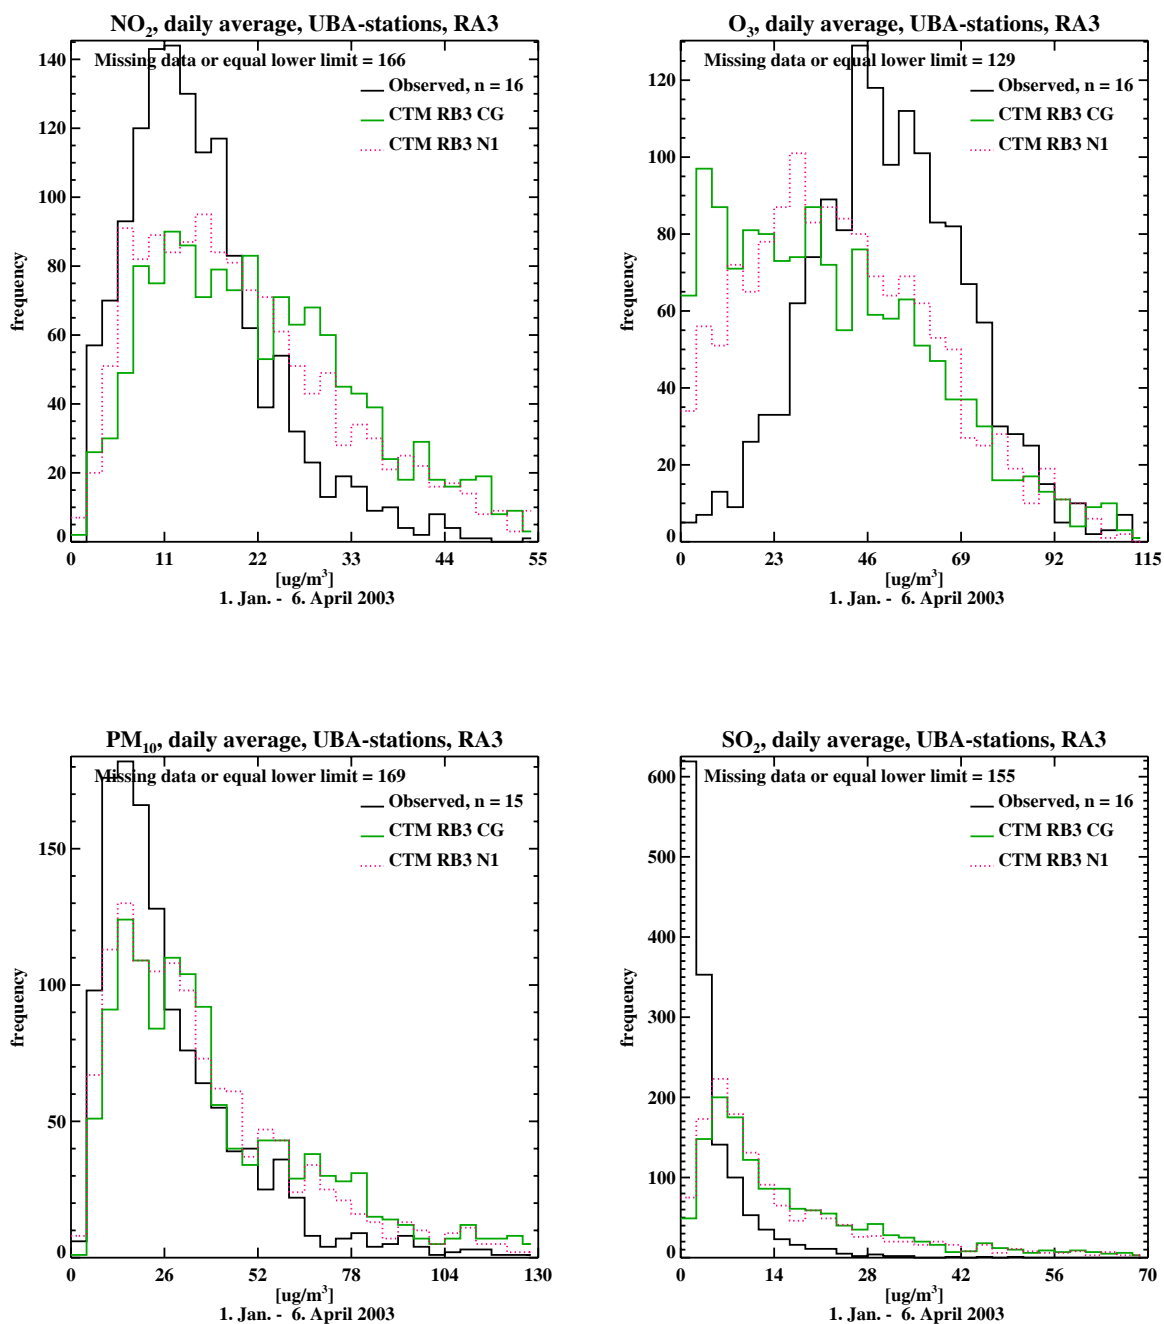 NO₂, daily average, UBA-stations, RA3
Missing data or equal lower limit = 166
Observed, n = 16
CTM RB3 CG
CTM RB3 N1
frequency
140
120
100
80
60
40
20
0
0 11 22 33 44 55
[ug/m³]
1. Jan. - 6. April 2003
O₃, daily average, UBA-stations, RA3
Missing data or equal lower limit = 129
Observed, n = 16
CTM RB3 CG
CTM RB3 N1
frequency
120
100
80
60
40
20
0
0 23 46 69 92 115
[ug/m³]
1. Jan. - 6. April 2003
PM₁₀, daily average, UBA-stations, RA3
Missing data or equal lower limit = 169
Observed, n = 15
CTM RB3 CG
CTM RB3 N1
frequency
150
100
50
0
0 26 52 78 104 130
[ug/m³]
1. Jan. - 6. April 2003
SO₂, daily average, UBA-stations, RA3
Missing data or equal lower limit = 155
Observed, n = 16
CTM RB3 CG
CTM RB3 N1
frequency
600
500
400
300
200
100
0
0 14 28 42 56 70
[ug/m³]
1. Jan. - 6. April 2003